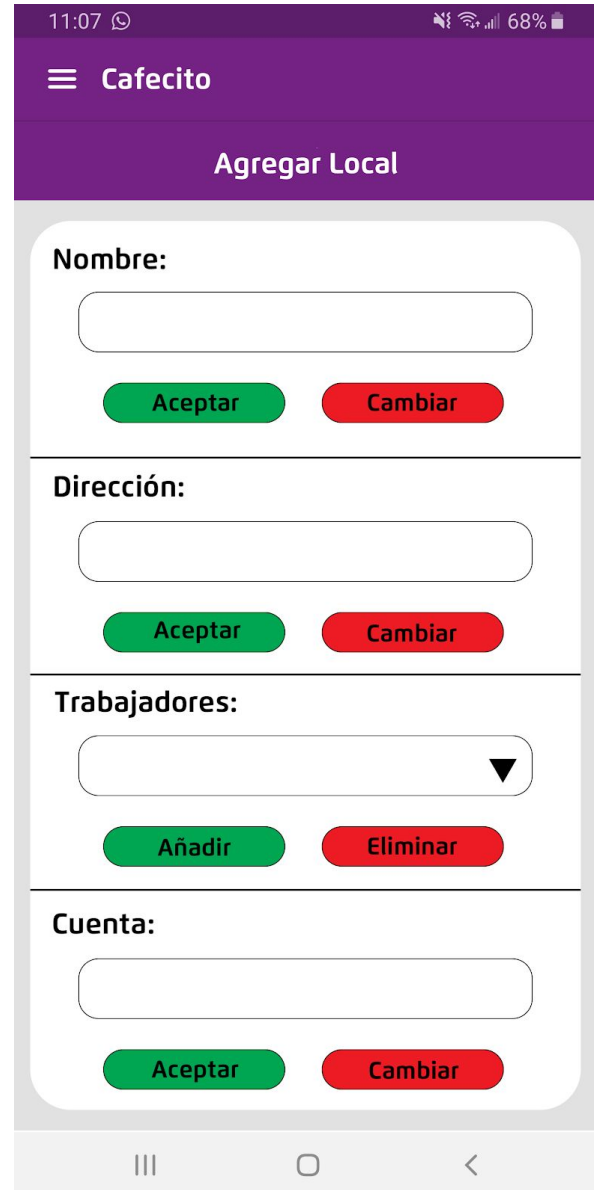 11:07 68%
Cafecito
Agregar Local
Nombre:
Aceptar Cambiar
Dirección:
Aceptar Cambiar
Trabajadores:
Añadir Eliminar
Cuenta:
Aceptar Cambiar